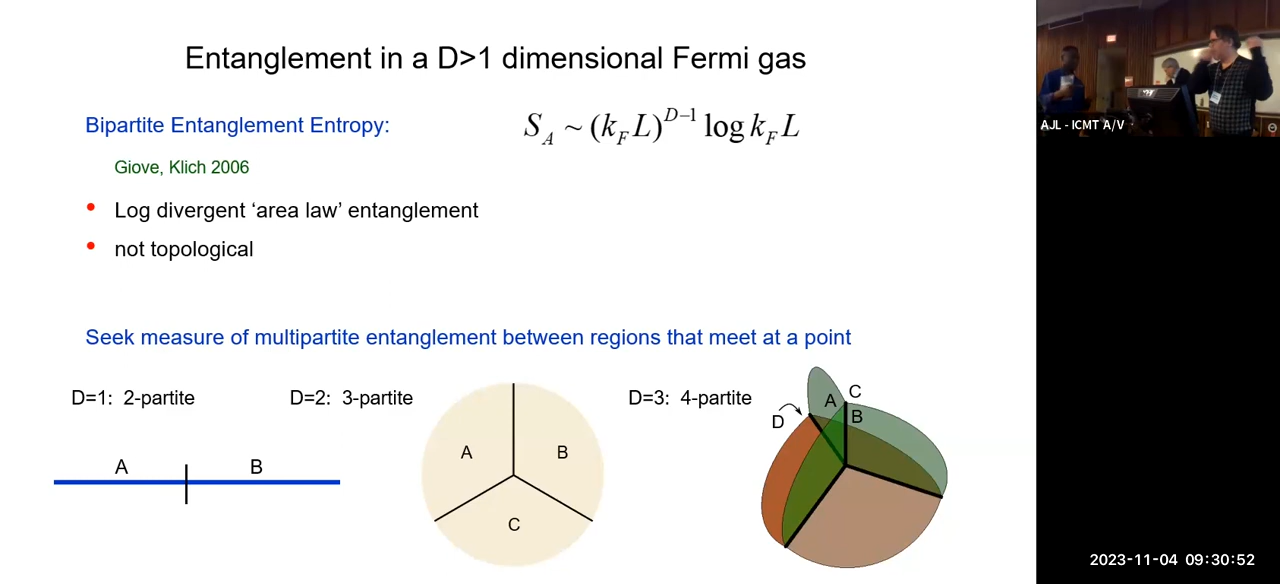 Entanglement in a D>1 dimensional Fermi gas
Bipartite Entanglement Entropy:
S_A ~ (k_F L)^{D-1} log k_F L
Giove, Klich 2006
• Log divergent ‘area law’ entanglement
• not topological
Seek measure of multipartite entanglement between regions that meet at a point
D=1: 2-partite
D=2: 3-partite
D=3: 4-partite
A B
A B
C
A C
B
D
AJL - ICMT A/V
2023-11-04 09:30:52